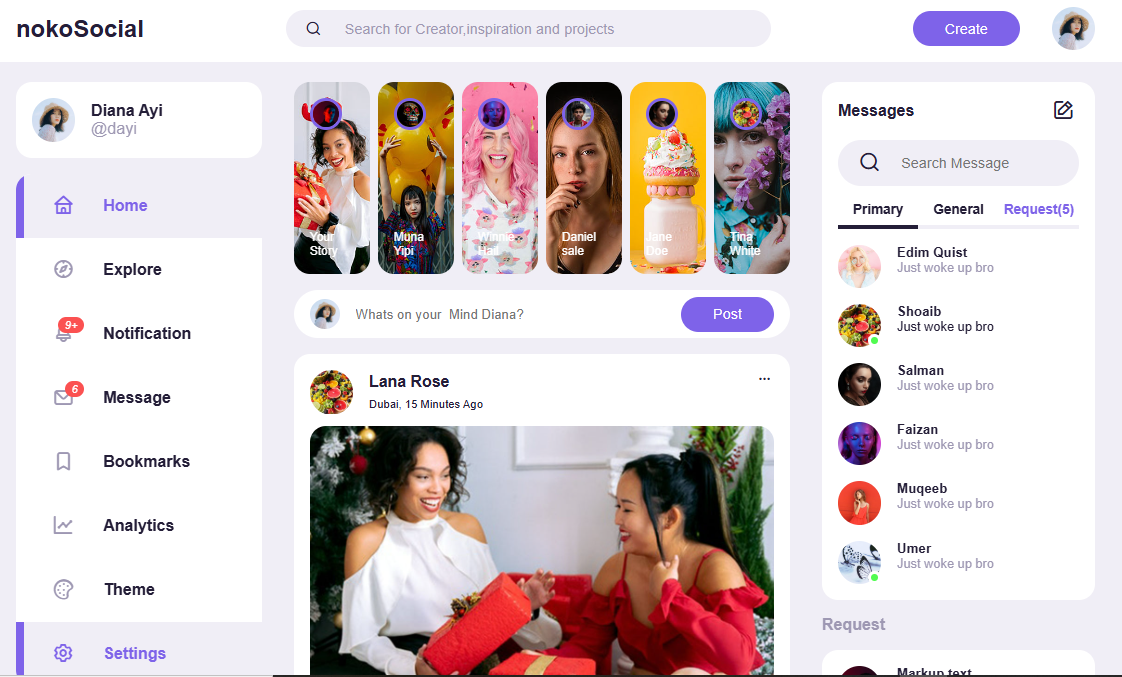 nokoSocial
Search for Creator,inspiration and projects
Create
Diana Ayi
@dayi
Home
Explore
9+
Notification
6
Message
Bookmarks
Analytics
Theme
Settings
Your
Story
Muna
Yipi
Winnie
Hail
Daniel
sale
Jane
Doe
Tina
White
Whats on your  Mind Diana?
Post
Lana Rose
...
Dubai, 15 Minutes Ago
Messages
Search Message
Primary
General
Request(5)
Edim Quist
Just woke up bro
Shoaib
Just woke up bro
Salman
Just woke up bro
Faizan
Just woke up bro
Muqeeb
Just woke up bro
Umer
Just woke up bro
Request
Markup text